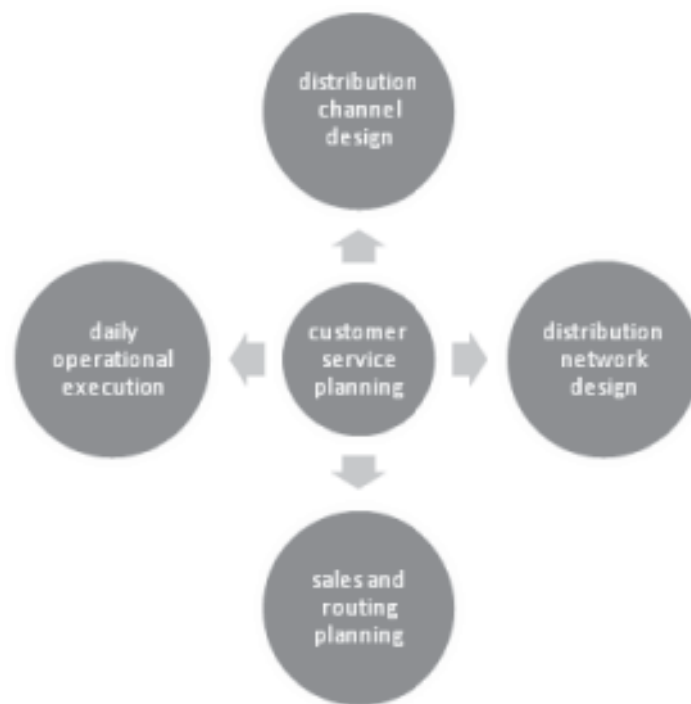 distribution
channel
design
daily
operational
execution
customer
service
planning
distribution
network
design
sales and
routing
planning